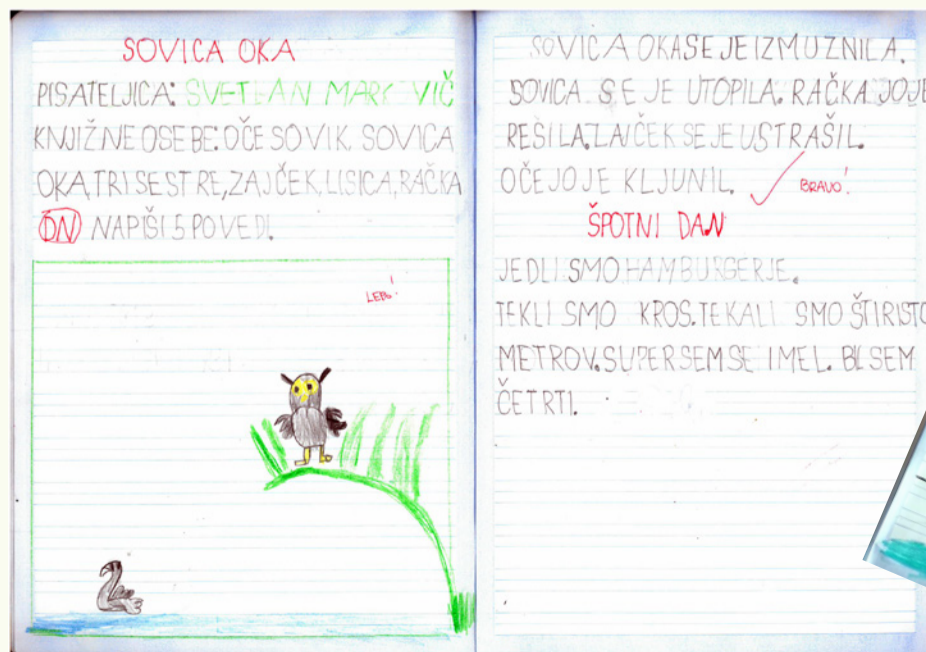 SOVICA OKA
PISATELJICA: SVETLAN MAR VIČ
KNJIŽNE OSEBE: OČE SOVIK, SOVICA
OKA, TRI SESTRE, ZAJČEK, LISICA, RAČKA
DN NAPIŠI 5 POVEDI.
LEPO!
SOVICA OKA SE JE IZMUZNILA.
SOVICA SE JE UTOPILA. RAČKA JO JE
REŠILA. ZAJČEK SE JE USTRAŠIL.
OČE JO JE KLJUNIL.
BRAVO!
ŠPOTNI DAN
JEDLI SMO HAMBURGERJE.
TEKLI SMO KROS. TEKALI SMO ŠTIRISTO
METROV. SUPER SEM SE IMEL. BIL SEM
ČETRTI.